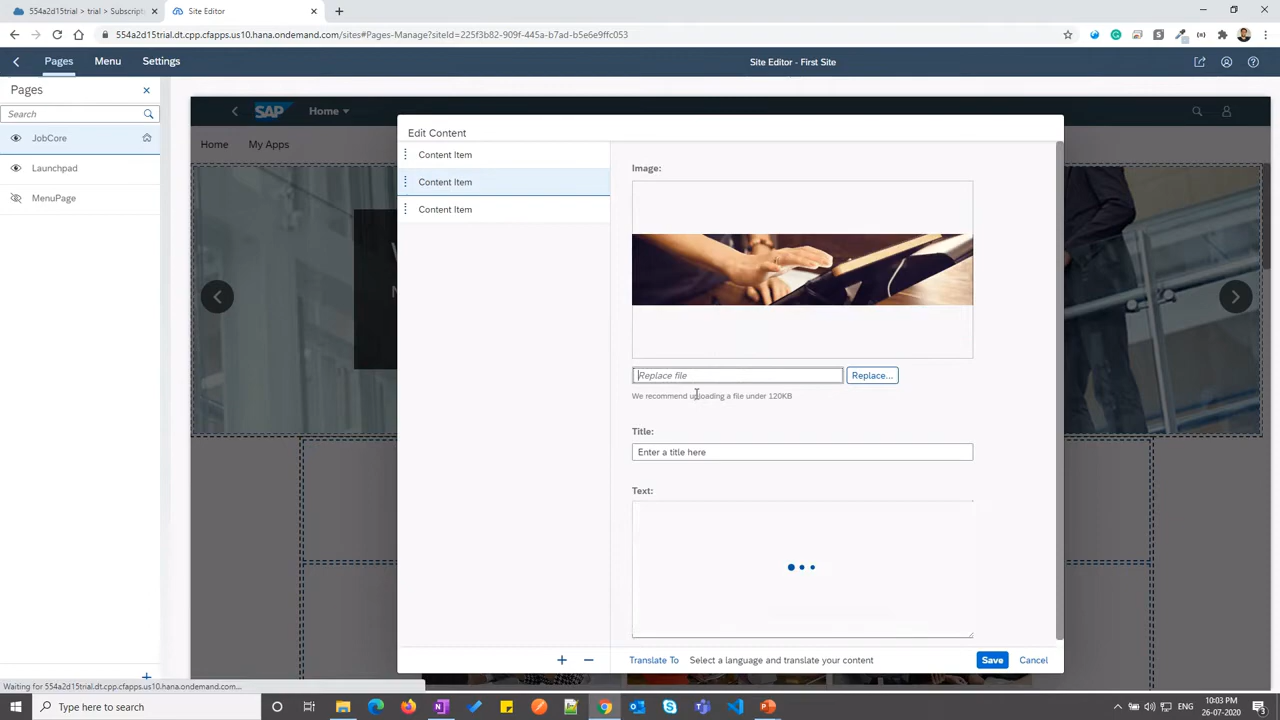 554a2d15trial > trial > Subscript
Site Editor
554a2d15trial.dt.cpp.cfapps.us10.hana.ondemand.com/sites#Pages-Manage?siteId=225f3b82-909f-445a-b7ad-b5e6e9ffc053
Pages
Menu
Settings
Site Editor - First Site
Pages
Search
JobCore
Launchpad
MenuPage
SAP
Home
Home
My Apps
Edit Content
Content Item
Content Item
Content Item
Image:
Replace file
Replace...
We recommend uploading a file under 120KB
Title:
Enter a title here
Text:
Translate To
Select a language and translate your content
Save
Cancel
Waiting for 554a2d15trial.dt.cpp.cfapps.us10.hana.ondemand.com...
Type here to search
ENG
10:03 PM
26-07-2020
3